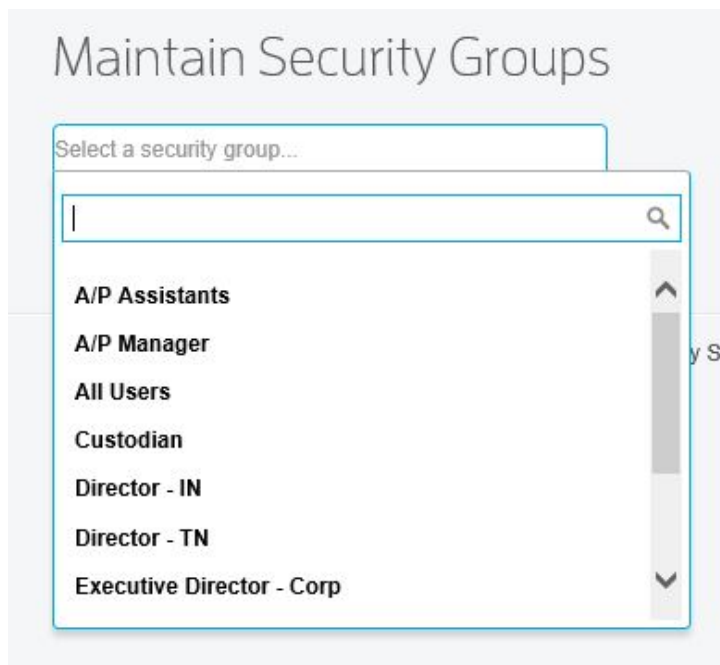 Maintain Security Groups
Select a security group...
A/P Assistants
A/P Manager
y S
All Users
Custodian
Director - IN
Director - TN
Executive Director - Corp